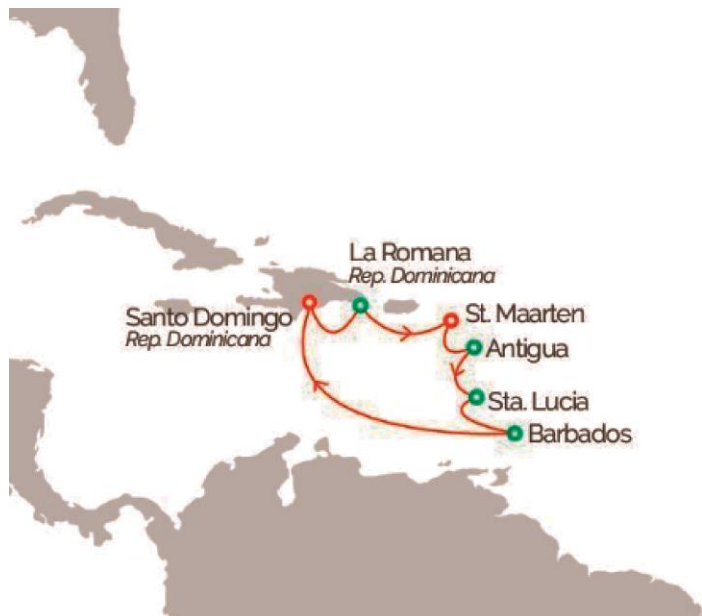 La Romana
Rep. Dominicana
Santo Domingo
Rep. Dominicana
St. Maarten
Antigua
Sta. Lucia
Barbados